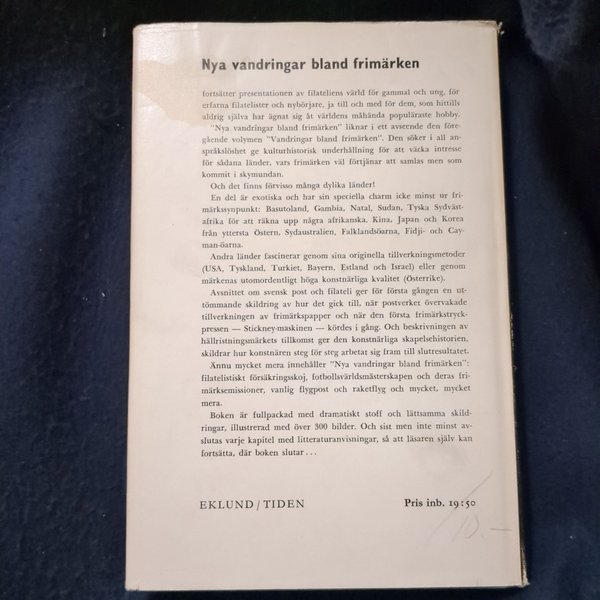 Nya vandringar bland frimärken
fortsätter presentationen av filateliens värld för gammal och ung, för
erfarna filatelister och nybörjare, ja till och med för dem, som hittills
aldrig själva har ägnat sig åt världens måhända populäraste hobby.
"Nya vandringar bland frimärken" liknar i ett avseende den före-
gående volymen "Vandringar bland frimärken". Den söker i all an-
språkslöshet ge kulturhistorisk underhållning för att väcka intresse
för sådana länder, vars frimärken väl förtjänar att samlas men som
kommit i skymundan.
Och det finns förvisso många dylika länder!
En del är exotiska och har sin speciella charm icke minst ur fri-
märkssynpunkt: Basutoland, Gambia, Natal, Sudan, Tyska Sydväst-
afrika för att räkna upp några afrikanska, Kina, Japan och Korea
från yttersta Östern, Sydaustralien, Falklandsöarna, Fidji- och Cay-
man-öarna.
Andra länder fascinerar genom sina originella tillverkningsmetoder
(USA, Tyskland, Turkiet, Bayern, Estland och Israel) eller genom
märkenas utomordentligt höga konstnärliga kvalitet (Österrike).
Avsnittet om svensk post och filateli ger för första gången en ut-
tömmande skildring av hur det gick till, när postverket övervakade
tillverkningen av frimärkspapper och när den första frimärkstryck-
pressen — Stickney-maskinen — kördes i gång. Och beskrivningen av
hällristningsmärkets tillkomst ger den konstnärliga skapelsehistorien,
skildrar hur konstnären steg för steg arbetat sig fram till slutresultatet.
Ännu mycket mera innehåller "Nya vandringar bland frimärken":
filatelistiskt försäkringsskoj, fotbollsvärldsmästerskapen och deras fri-
märksemissioner, vanlig flygpost och raketflyg och mycket, mycket
mera.
Boken är fullpackad med dramatiskt stoff och lättsamma skild-
ringar, illustrerad med över 300 bilder. Och sist men inte minst av-
slutas varje kapitel med litteraturanvisningar, så att läsaren själv kan
fortsätta, där boken slutar...
EKLUND/TIDEN Pris inb. 19:50